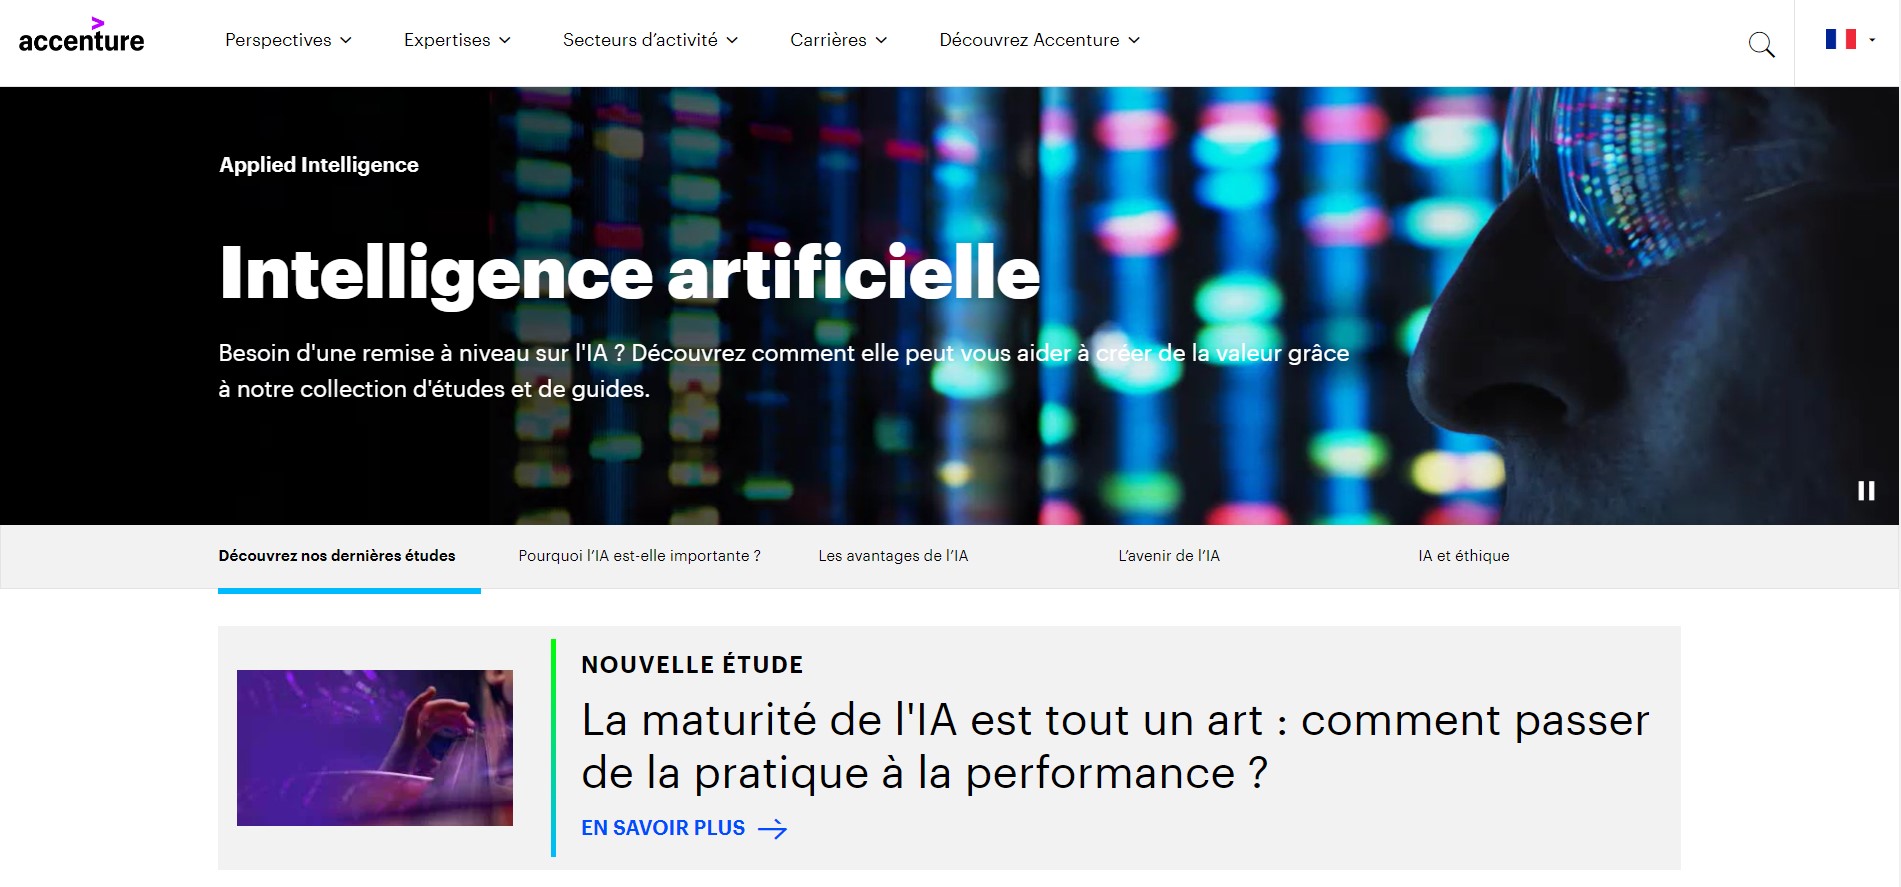 accenture
Perspectives
Expertises
Secteurs d’activité
Carrières
Découvrez Accenture
Applied Intelligence
Intelligence artificielle
Besoin d'une remise à niveau sur l'IA ? Découvrez comment elle peut vous aider à créer de la valeur grâce
à notre collection d'études et de guides.
Découvrez nos dernières études
Pourquoi l’IA est-elle importante ?
Les avantages de l’IA
L’avenir de l’IA
IA et éthique
NOUVELLE ÉTUDE
La maturité de l'IA est tout un art : comment passer
de la pratique à la performance ?
EN SAVOIR PLUS